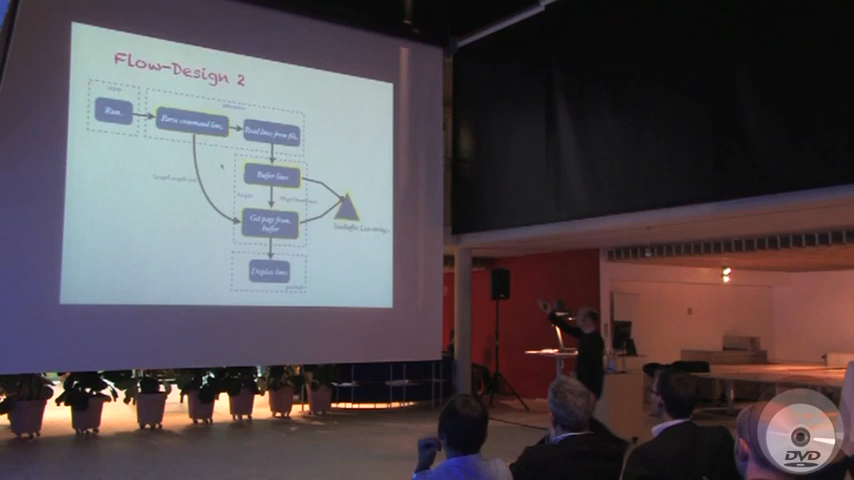 Flow-Design 2
Run
Parse command line
Read lines from file
Buffer lines
Get page from
buffer
Display lines
DVD